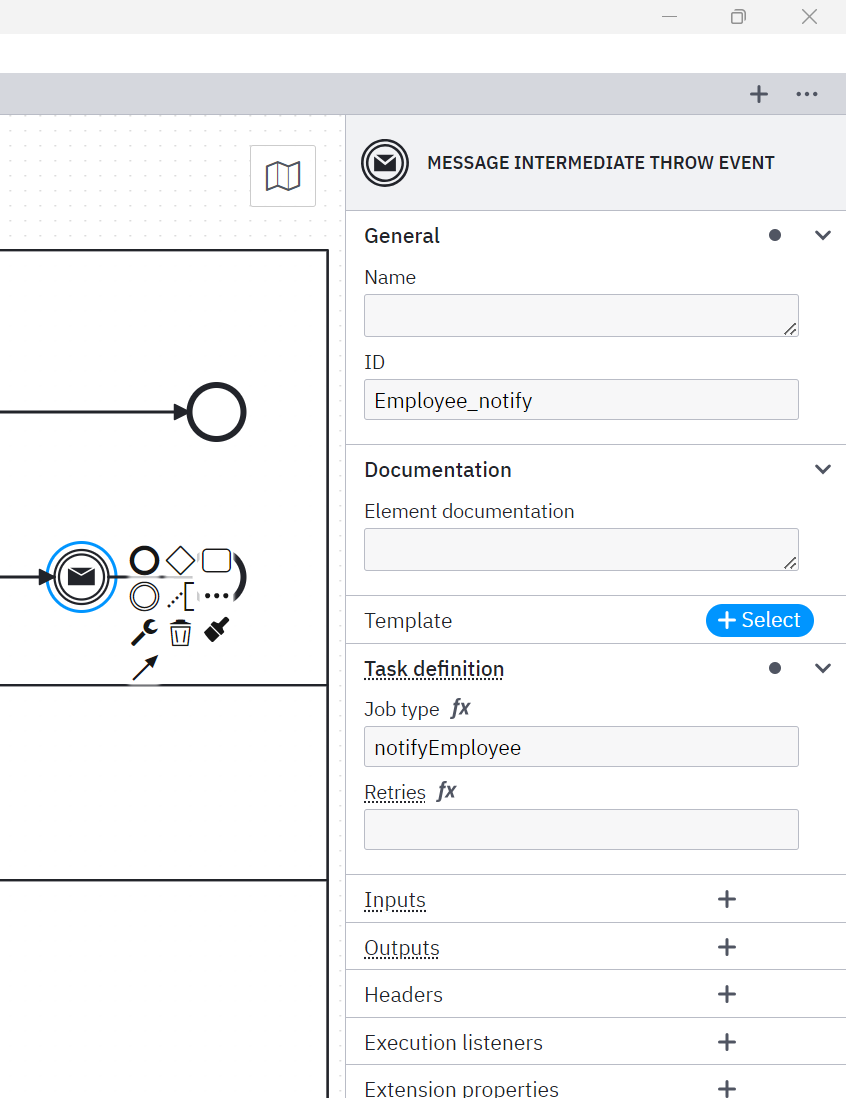 MESSAGE INTERMEDIATE THROW EVENT
General
Name
ID
Employee_notify
Documentation
Element documentation
Template
Select
Task definition
Job type fx
notifyEmployee
Retries fx
Inputs
Outputs
Headers
Execution listeners
Extension properties